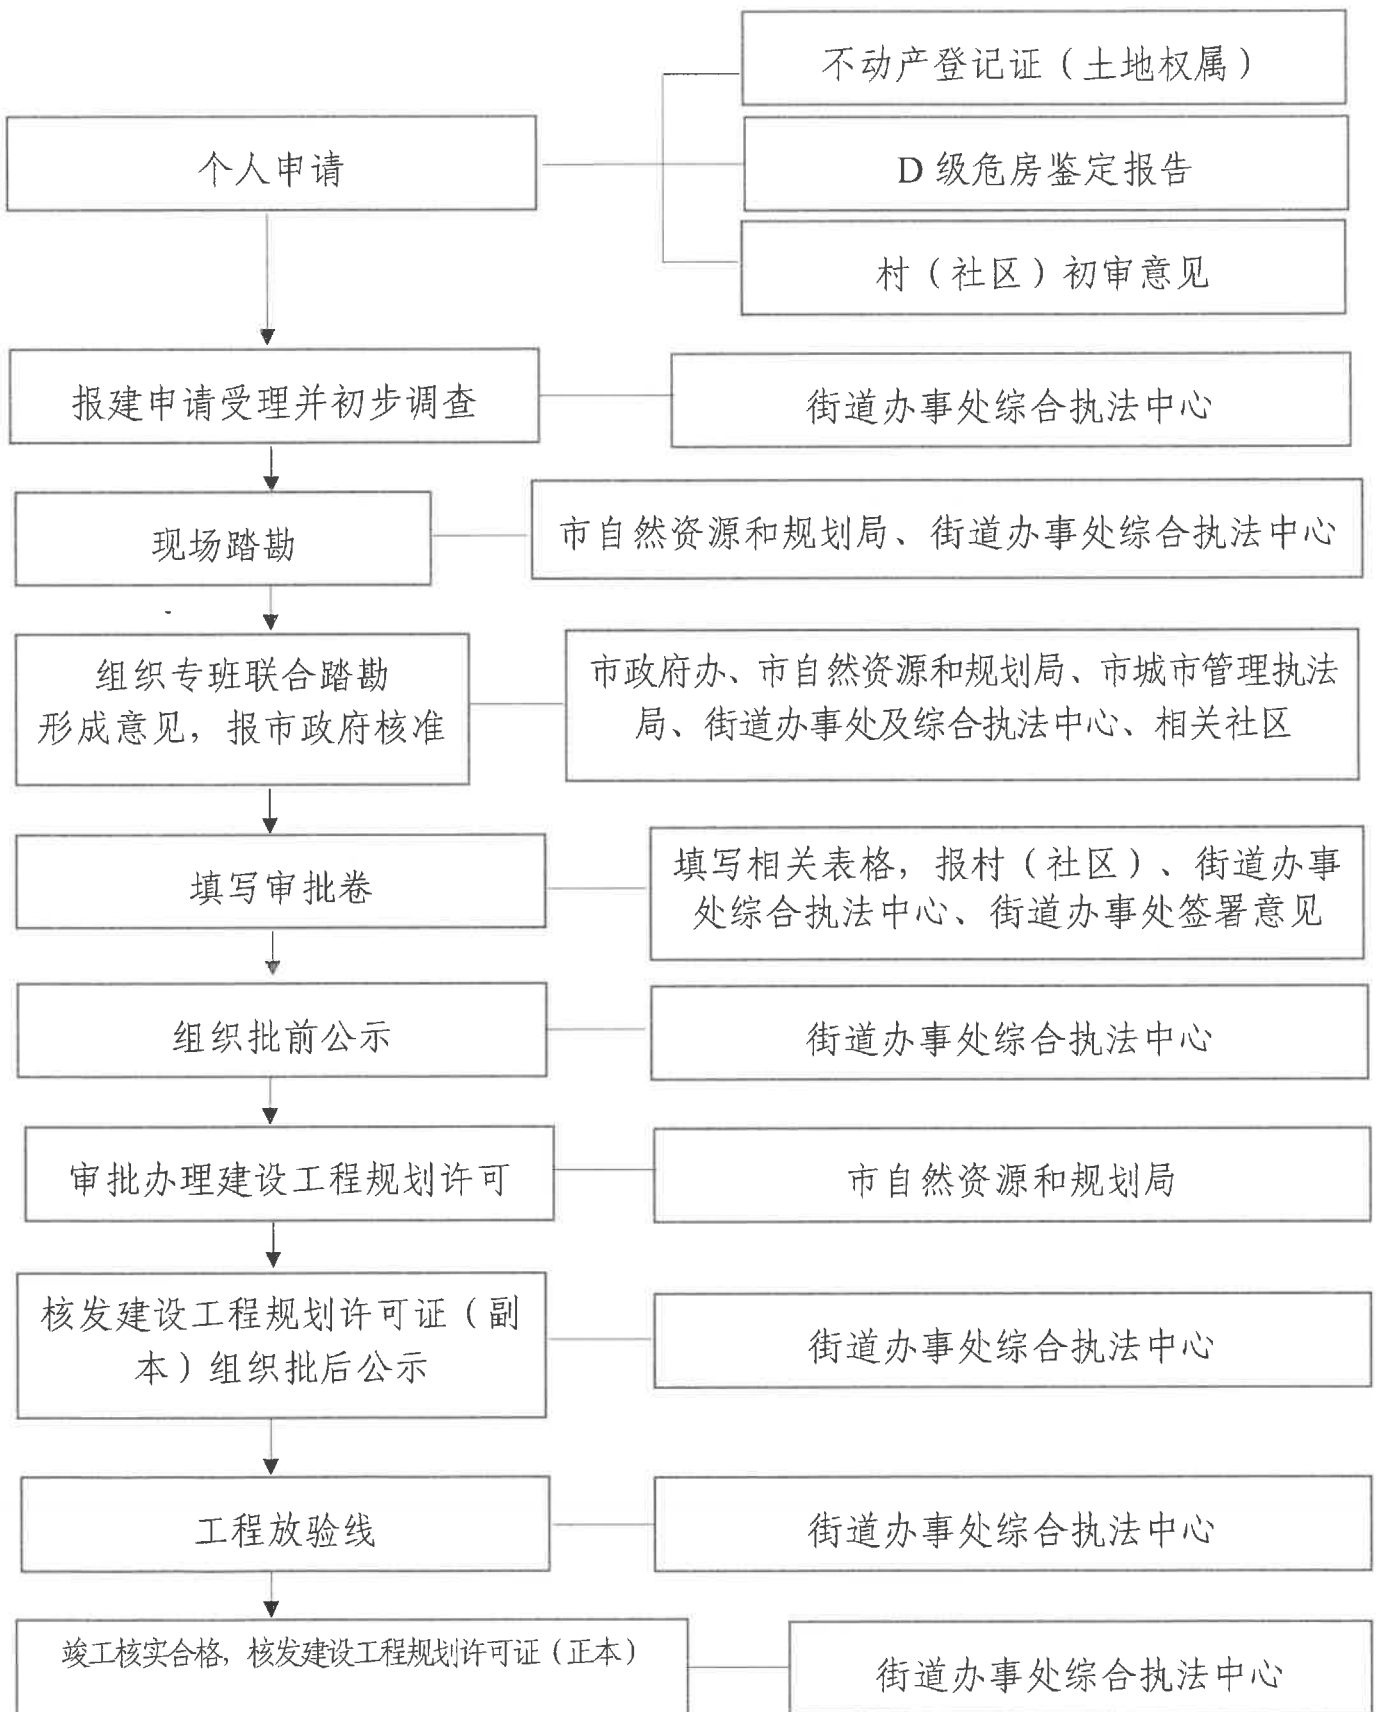 不动产登记证（土地权属）
个人申请
D 级危房鉴定报告
村（社区）初审意见
报建申请受理并初步调查
街道办事处综合执法中心
现场踏勘
市自然资源和规划局、街道办事处综合执法中心
组织专班联合踏勘
形成意见，报市政府核准
市政府办、市自然资源和规划局、市城市管理执法
局、街道办事处及综合执法中心、相关社区
填写审批卷
填写相关表格，报村（社区）、街道办事
处综合执法中心、街道办事处签署意见
组织批前公示
街道办事处综合执法中心
审批办理建设工程规划许可
市自然资源和规划局
核发建设工程规划许可证（副
本）组织批后公示
街道办事处综合执法中心
工程放验线
街道办事处综合执法中心
竣工核实合格，核发建设工程规划许可证（正本）
街道办事处综合执法中心